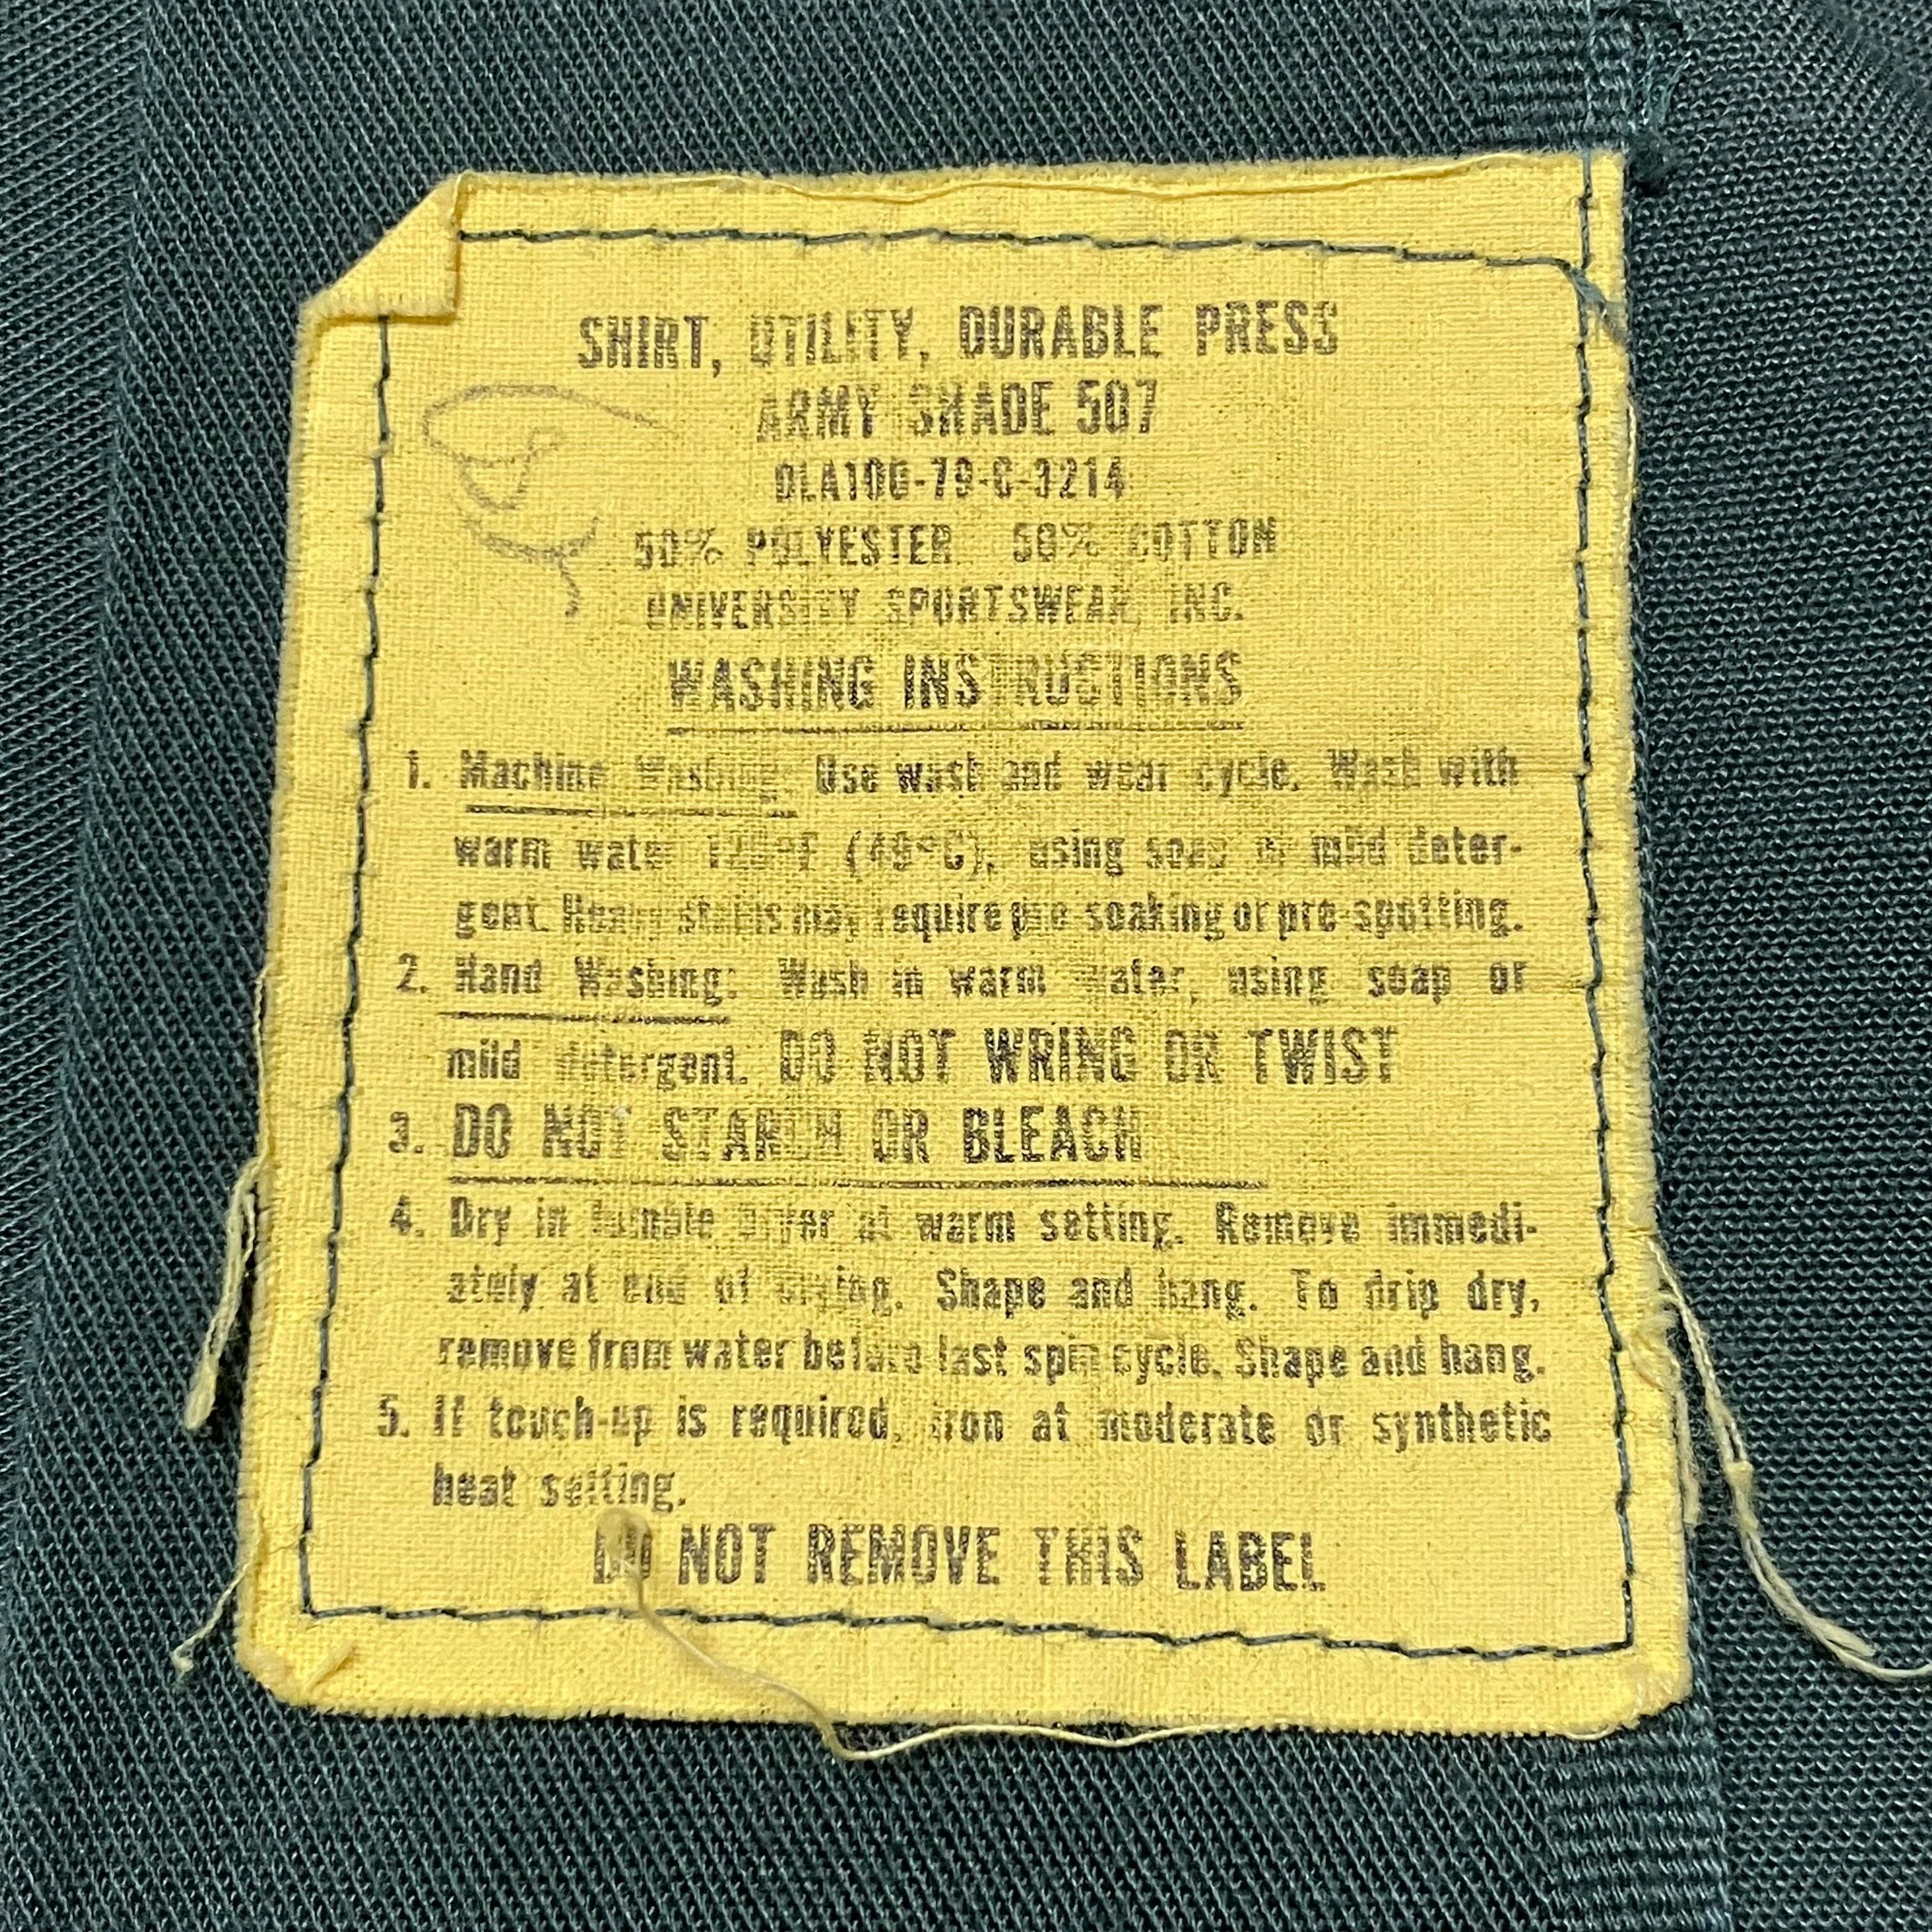 SHIRT, UTILITY, DURABLE PRESS
ARMY SHADE 507
DLA100-79-C-3214
50% POLYESTER 50% COTTON
UNIVERSITY SPORTSWEAR, INC.
WASHING INSTRUCTIONS
1. Machine Washing: Use wash and wear cycle. Wash with
warm water 120°F (49°C), using soap or mild deter-
gent. Heavy stains may require pre soaking or pre-spotting.
2. Hand Washing: Wash in warm water, using soap or
mild detergent. DO NOT WRING OR TWIST
3. DO NOT STARCH OR BLEACH
4. Dry in tumble dryer at warm setting. Remove immedi-
ately at end of drying. Shape and hang. To drip dry,
remove from water before last spin cycle. Shape and hang.
5. If touch-up is required, iron at moderate or synthetic
heat setting.
DO NOT REMOVE THIS LABEL